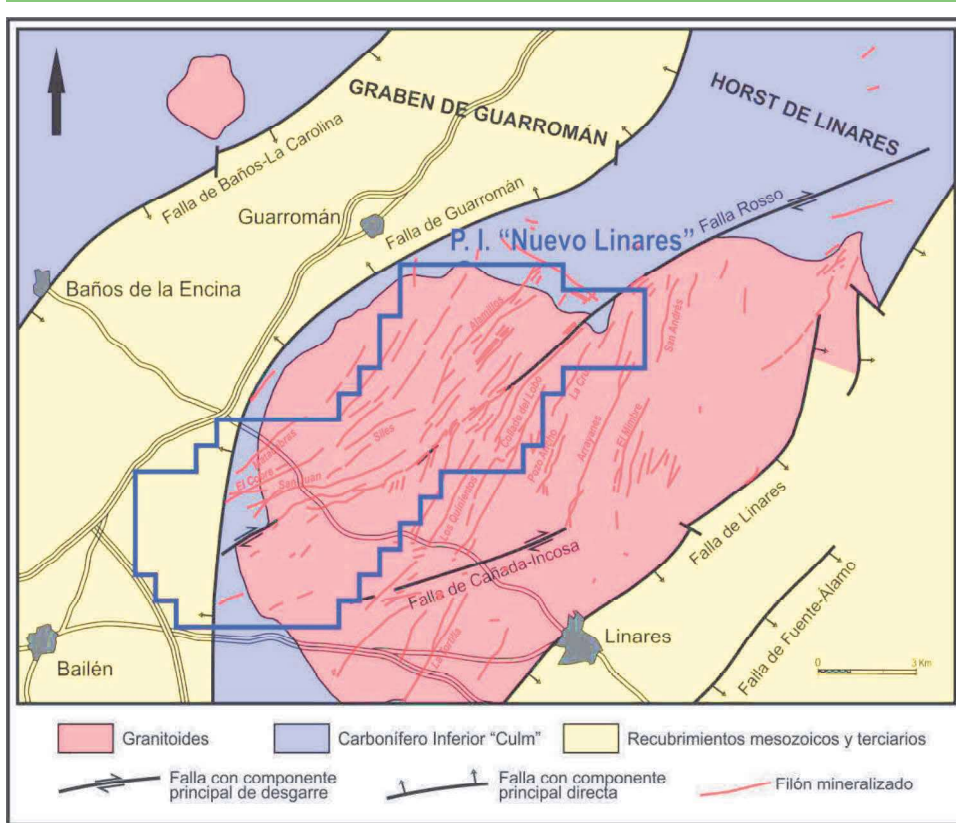 GRABEN DE GUARROMÁN
HORST DE LINARES
Falla de Baños-La Carolina
Guarromán
Falla de Guarromán
Falla Rosso
P. I. “Nuevo Linares”
Baños de la Encina
Alamillos
San Andrés
Collado del Lobo
La Cruz
Siles
Arrayanes
El Mimbre
Pozo Ancho
El Cobre
San Juan
Los Quinientos
Falla de Linares
Falla de Cañada-Incosa
Linares
Falla de Fuente-Álamo
La Tortilla
Bailén
0 3 Km
Granitoides
Carbonífero Inferior “Culm”
Recubrimientos mesozoicos y terciarios
Falla con componente
principal de desgarre
Falla con componente
principal directa
Filón mineralizado